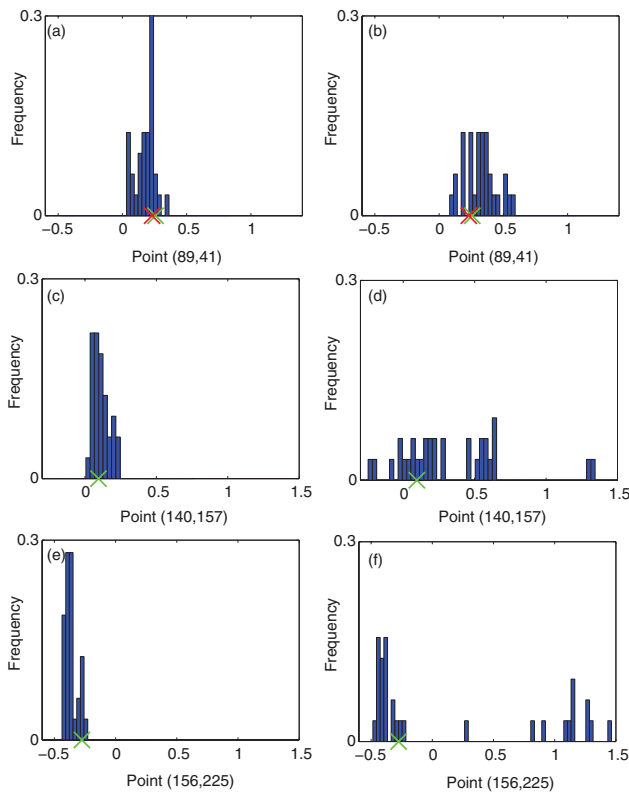 0.3
(a)
Frequency
0
−0.5
0
0.5
1
Point (89,41)
0.3
(b)
Frequency
0
−0.5
0
0.5
1
Point (89,41)
0.3
(c)
Frequency
0
0
0.5
1
1.5
Point (140,157)
0.3
(d)
Frequency
0
0
0.5
1
1.5
Point (140,157)
0.3
(e)
Frequency
0
−0.5
0
0.5
1
1.5
Point (156,225)
0.3
(f)
Frequency
0
−0.5
0
0.5
1
1.5
Point (156,225)